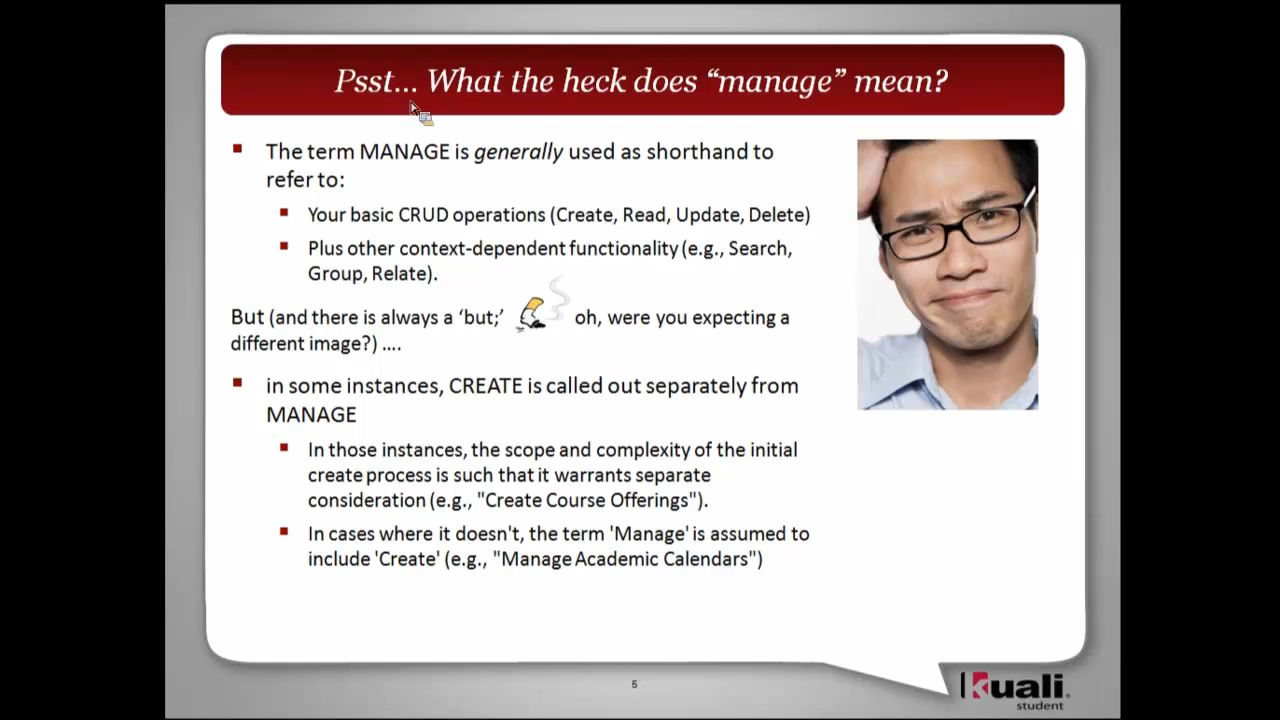 Psst... What the heck does “manage” mean?
The term MANAGE is generally used as shorthand to
refer to:
Your basic CRUD operations (Create, Read, Update, Delete)
Plus other context-dependent functionality (e.g., Search,
Group, Relate).
But (and there is always a ‘but;’ oh, were you expecting a
different image?) ....
in some instances, CREATE is called out separately from
MANAGE
In those instances, the scope and complexity of the initial
create process is such that it warrants separate
consideration (e.g., "Create Course Offerings").
In cases where it doesn't, the term 'Manage' is assumed to
include 'Create' (e.g., "Manage Academic Calendars")
5
Kuali
student